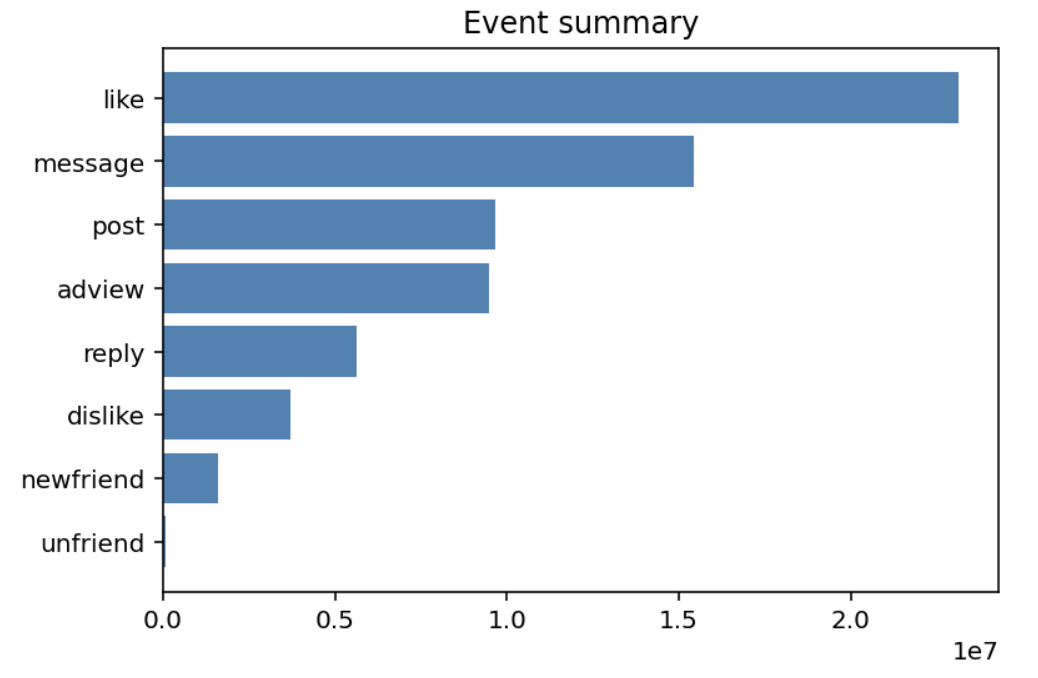 Event summary
like
message
post
adview
reply
dislike
newfriend
unfriend
0.0 0.5 1.0 1.5 2.0
1e7